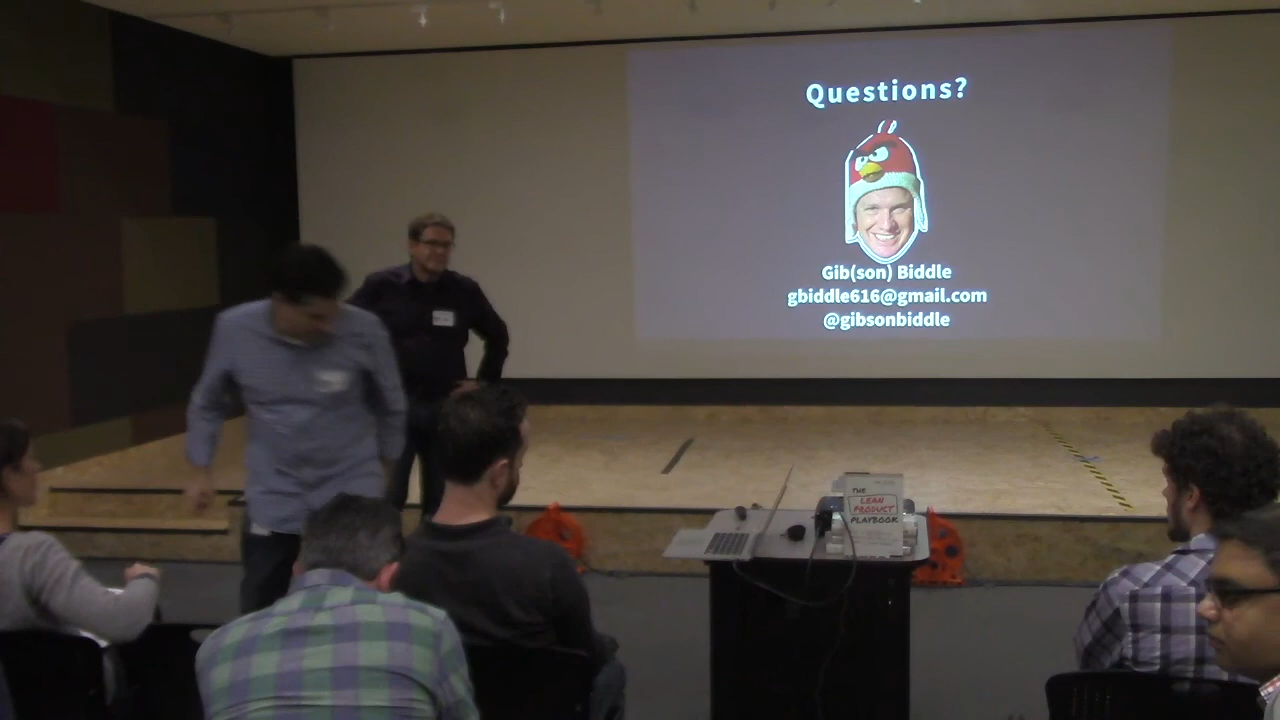 Questions?
Gib(son) Biddle
gbiddle616@gmail.com
@gibsonbiddle
THE
LEAN
PRODUCT
PLAYBOOK